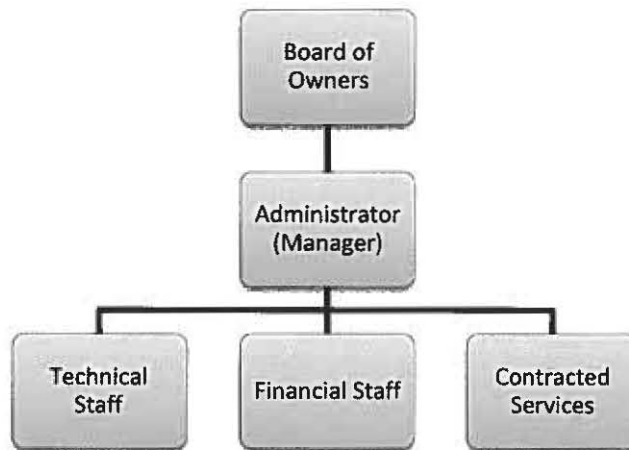 Board of
Owners
Administrator
(Manager)
Technical
Staff
Financial Staff
Contracted
Services